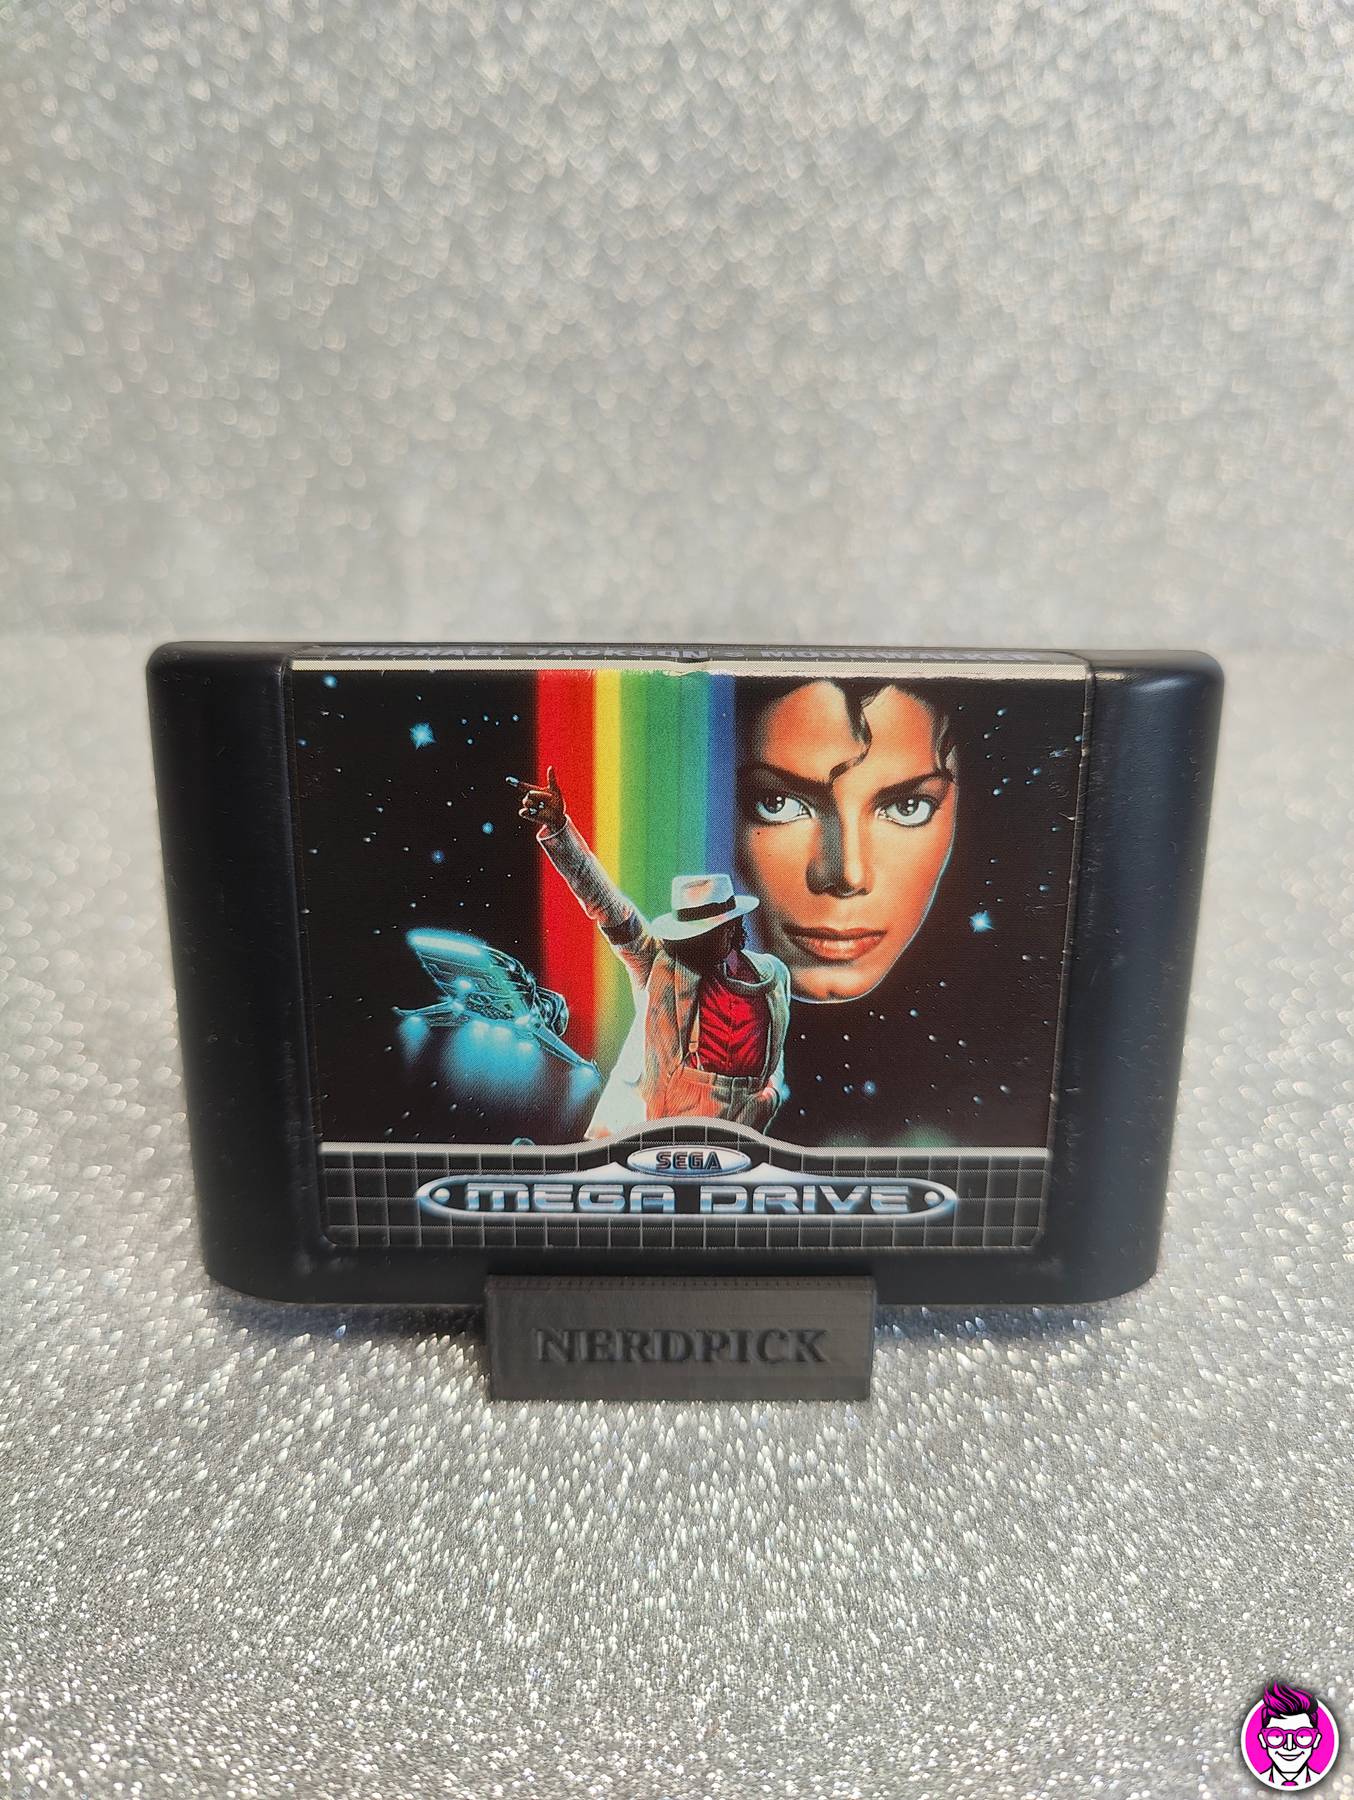 MICHAEL JACKSON - MOONWALKER
SEGA
MEGA DRIVE
NERDPICK